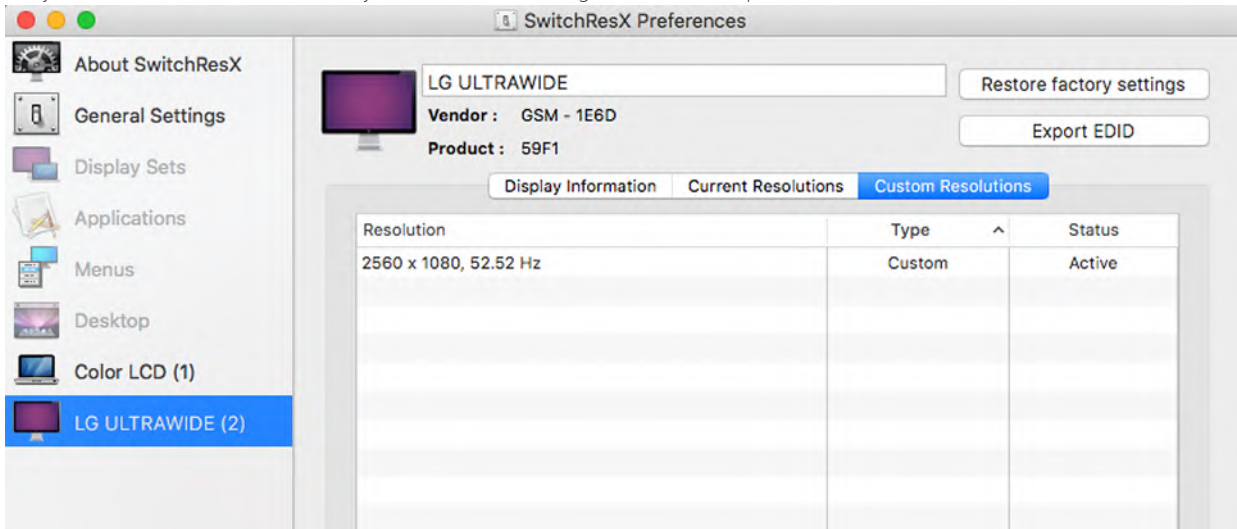 SwitchResX Preferences
About SwitchResX
General Settings
Display Sets
Applications
Menus
Desktop
Color LCD (1)
LG ULTRAWIDE (2)
LG ULTRAWIDE
Vendor : GSM - 1E6D
Product : 59F1
Restore factory settings
Export EDID
Display Information Current Resolutions Custom Resolutions
Resolution Type Status
2560 x 1080, 52.52 Hz Custom Active